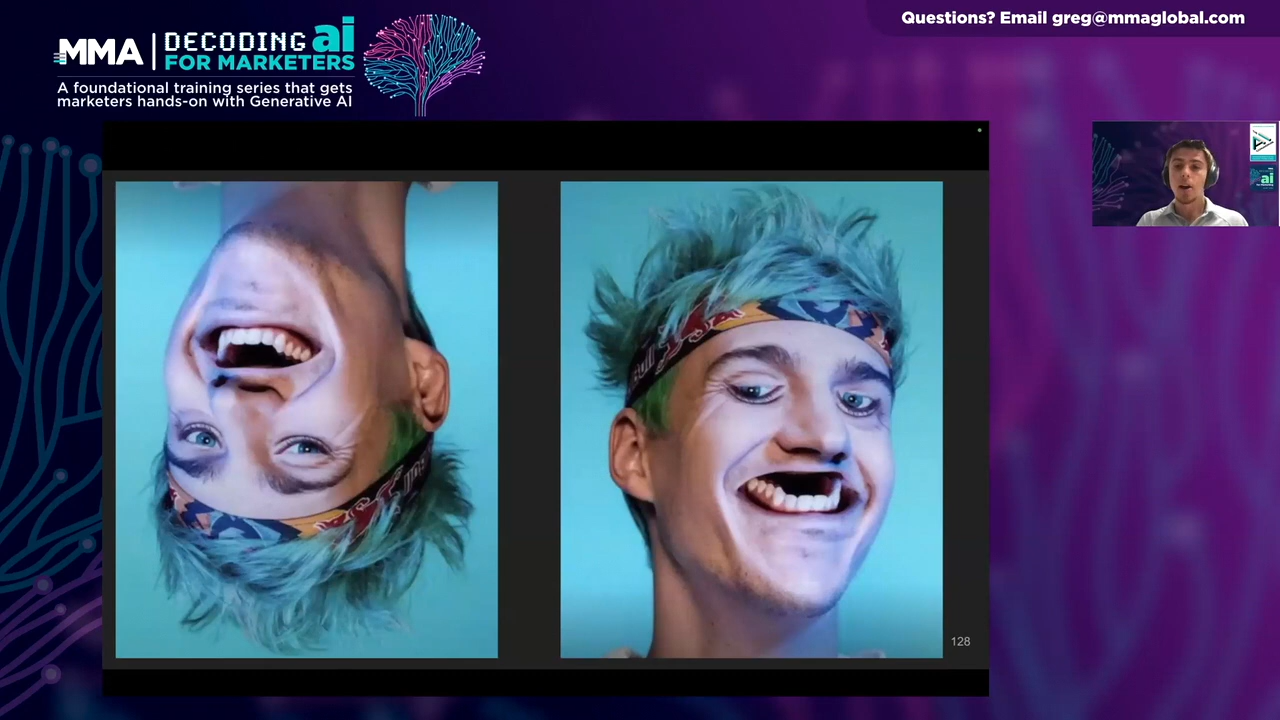 Questions? Email greg@mmaglobal.com
MMA
DECODING ai
FOR MARKETERS
A foundational training series that gets
marketers hands-on with Generative AI
Bull
128